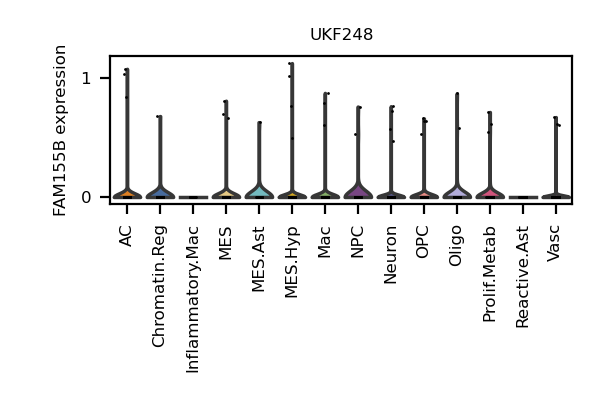 UKF248
FAM155B expression
1
0
AC
Chromatin.Reg
Inflammatory.Mac
MES
MES.Ast
MES.Hyp
Mac
NPC
Neuron
OPC
Oligo
Prolif.Metab
Reactive.Ast
Vasc